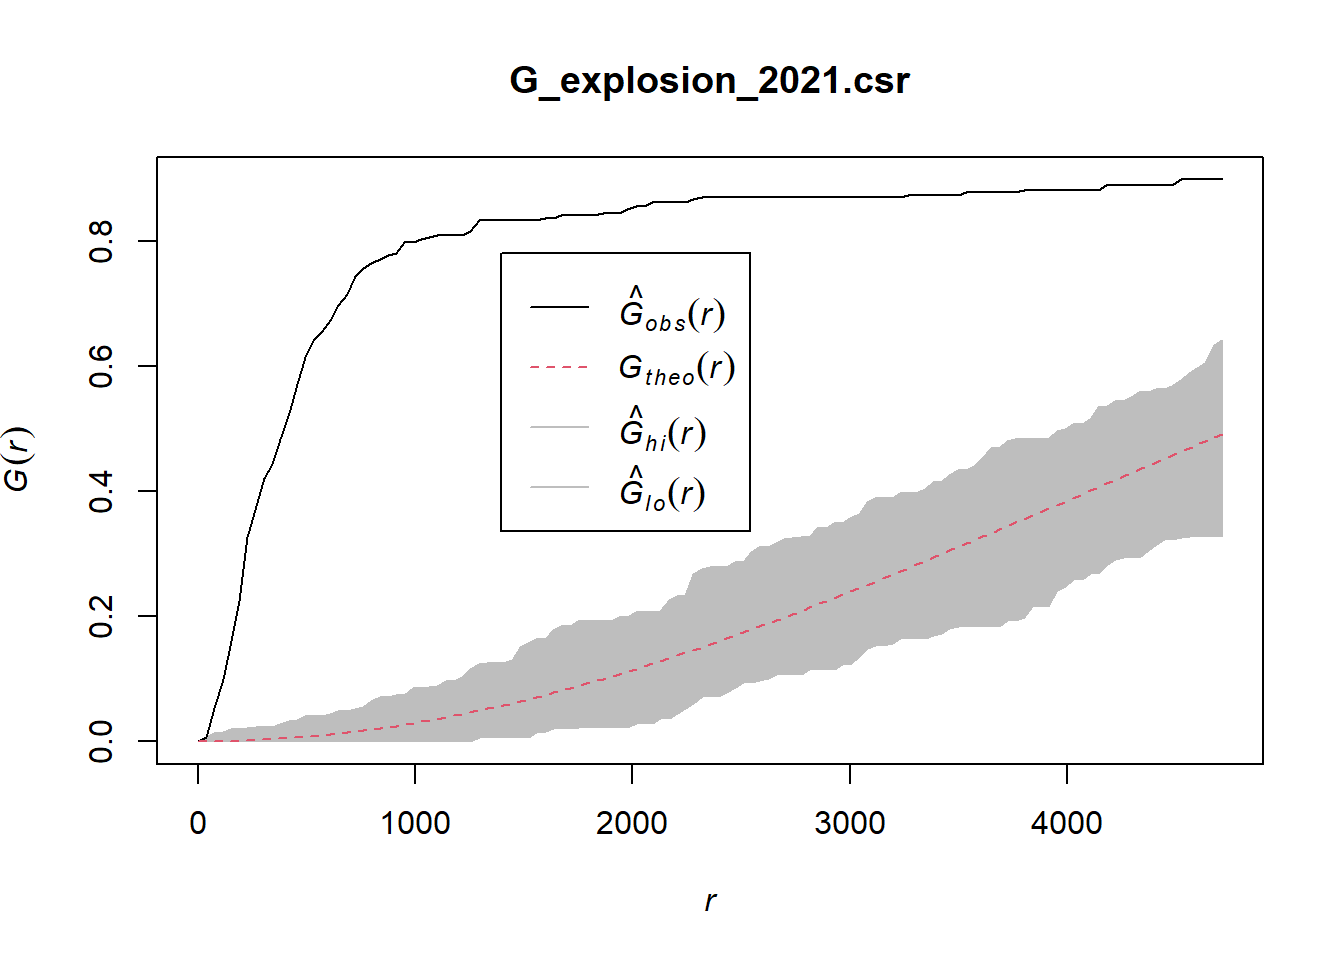 G_explosion_2021.csr
G(r)
0.0 0.2 0.4 0.6 0.8
Ĝobs(r)
Gtheo(r)
Ĝhi(r)
Ĝlo(r)
0 1000 2000 3000 4000
r